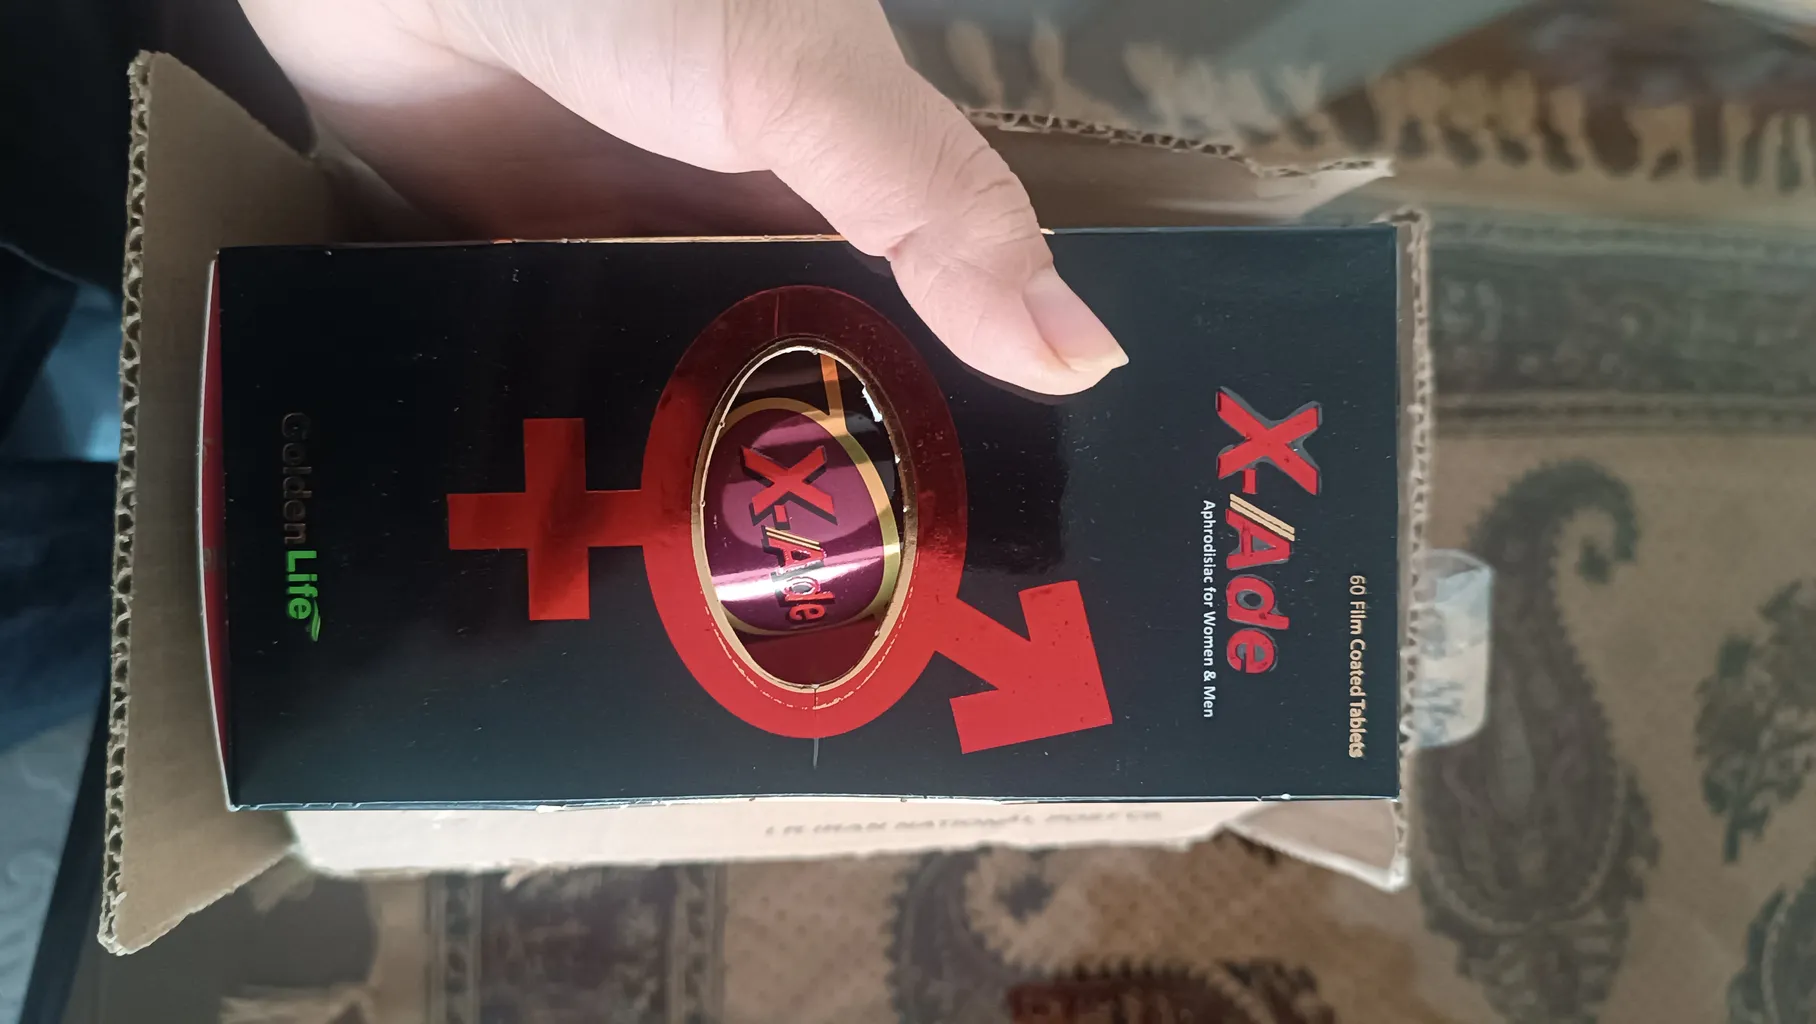 60 Film Coated Tablets
X-Ade
Aphrodisiac for Women & Men
X-Ade
Golden Life